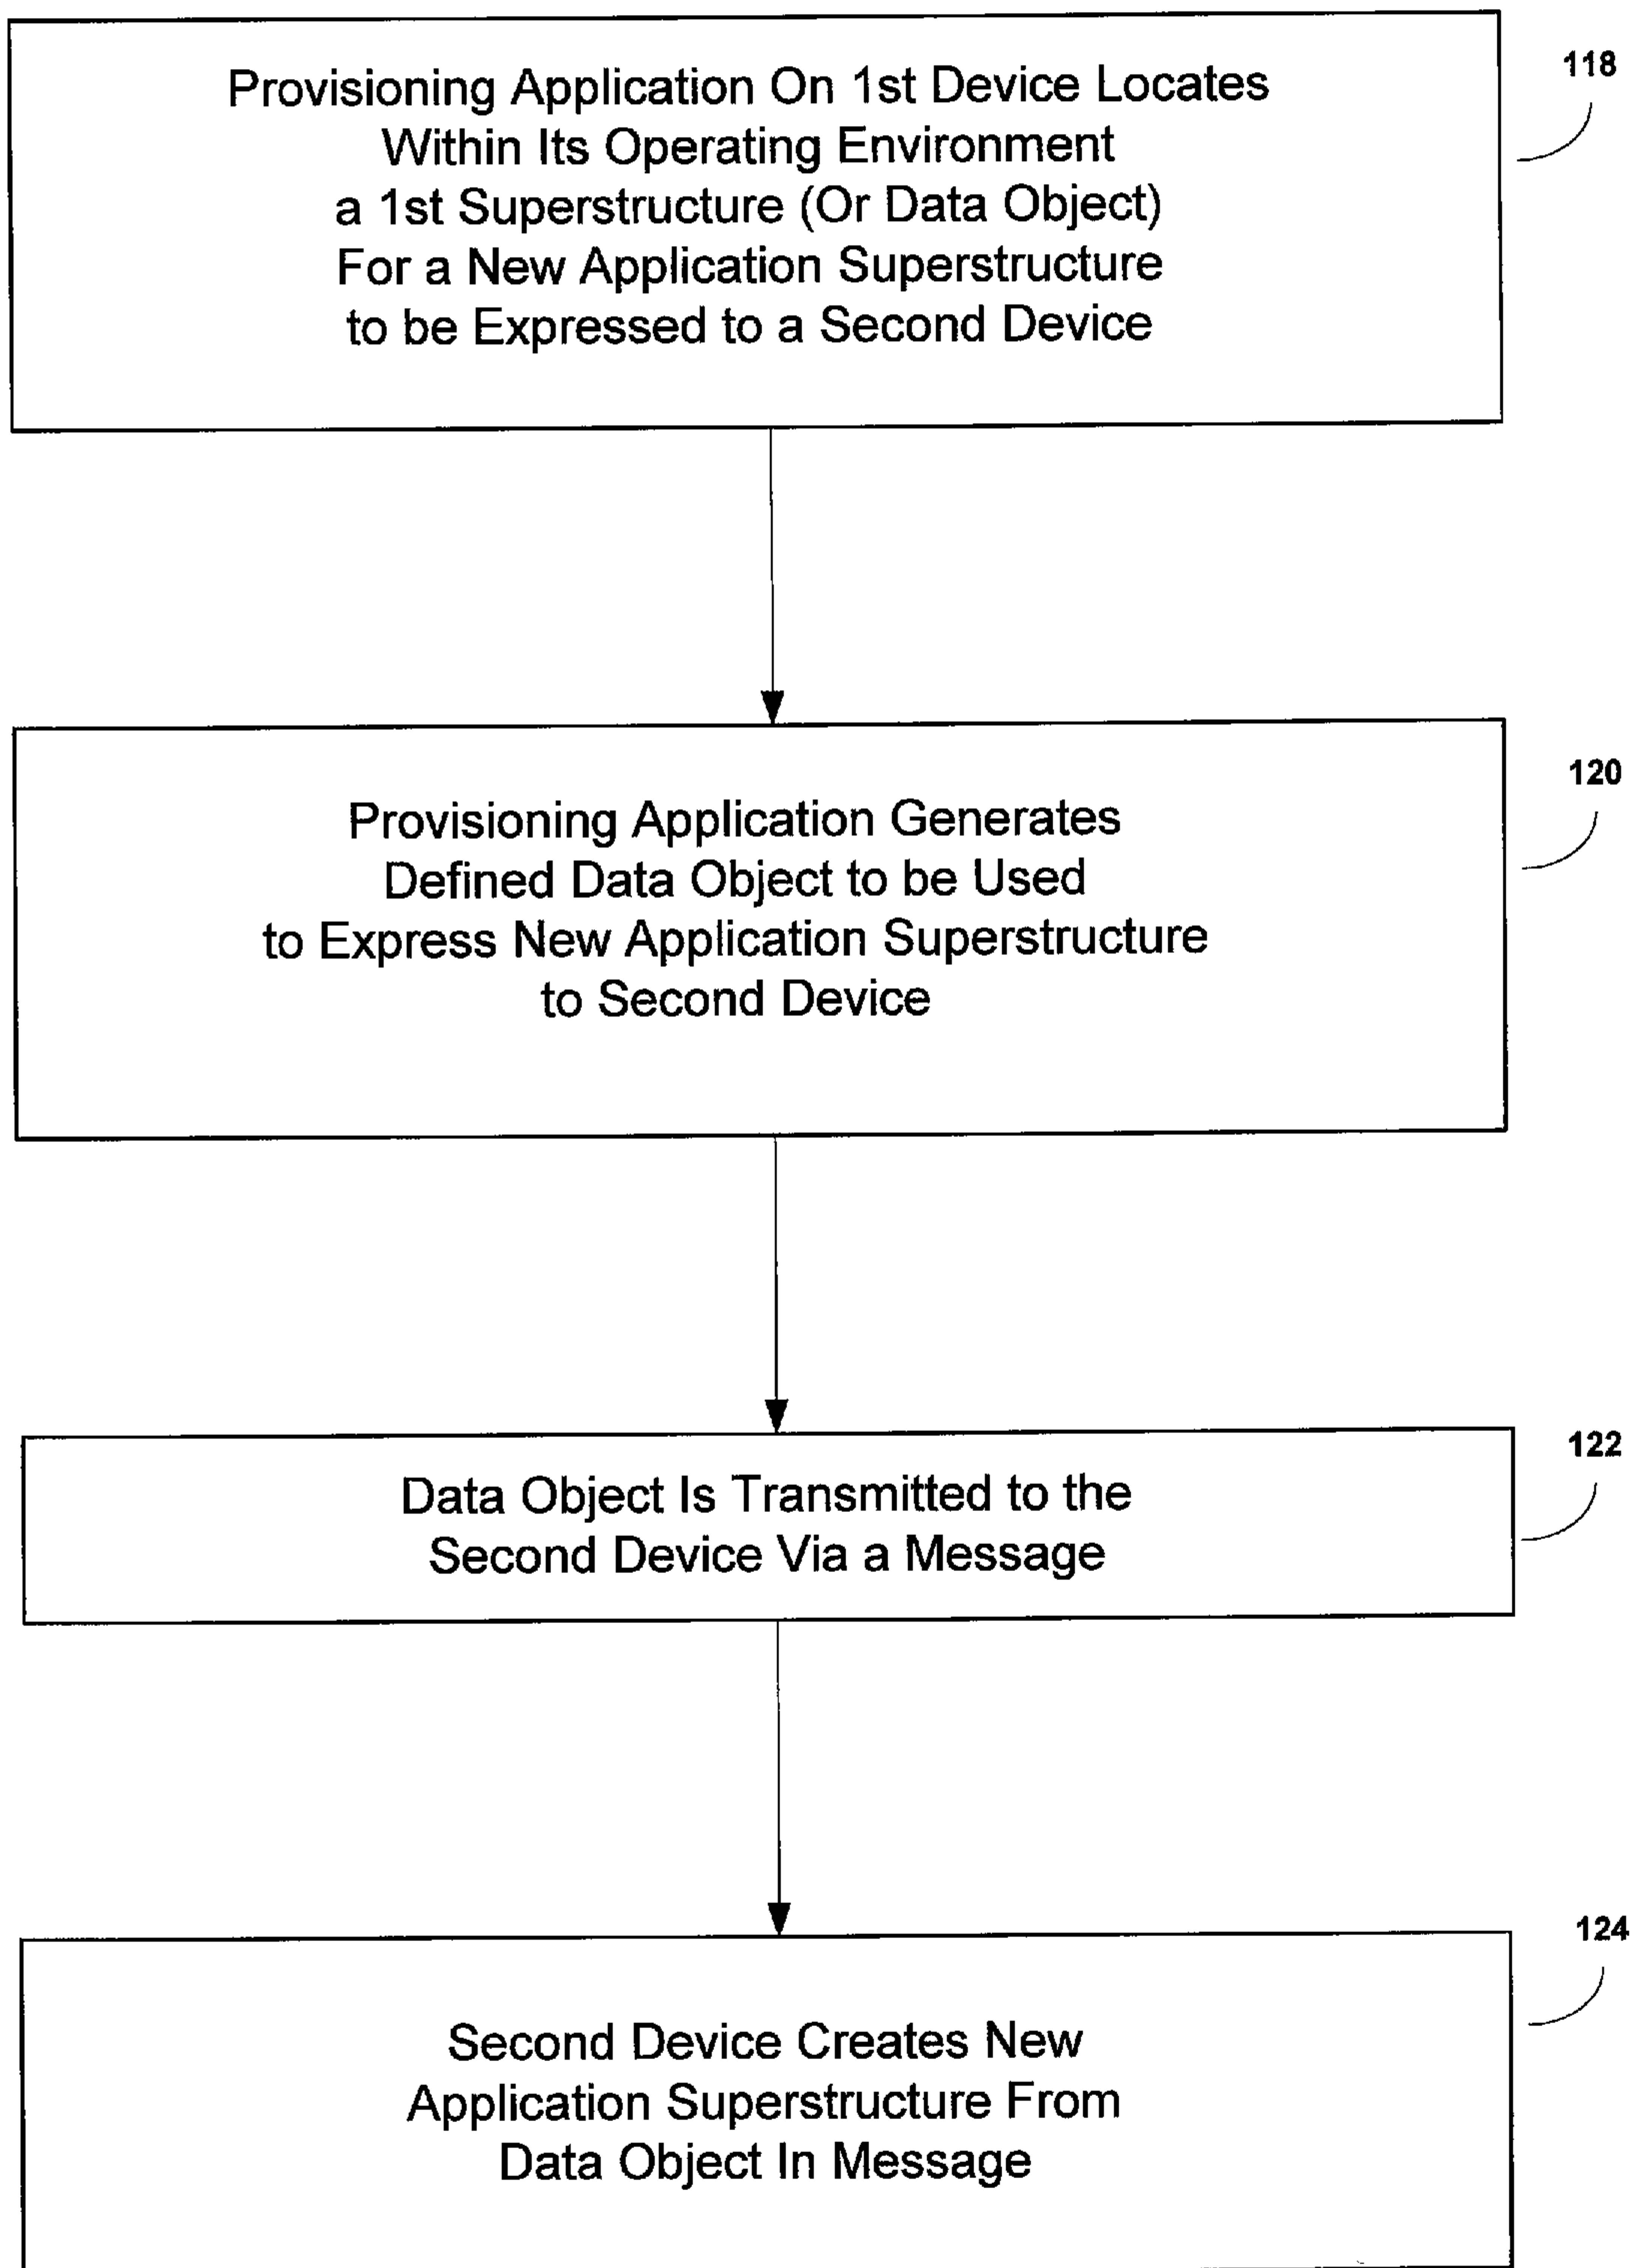 Provisioning Application On 1st Device Locates
Within Its Operating Environment
a 1st Superstructure (Or Data Object)
For a New Application Superstructure
to be Expressed to a Second Device
118
Provisioning Application Generates
Defined Data Object to be Used
to Express New Application Superstructure
to Second Device
120
Data Object Is Transmitted to the
Second Device Via a Message
122
Second Device Creates New
Application Superstructure From
Data Object In Message
124